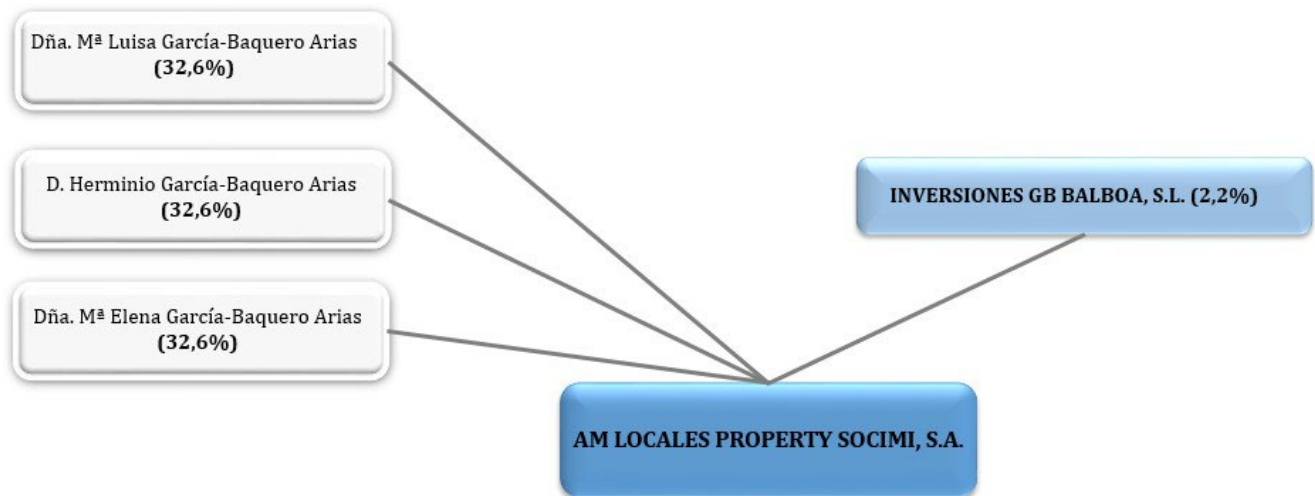 Dña. Mª Luisa García-Baquero Arias
(32,6%)
D. Herminio García-Baquero Arias
(32,6%)
INVERSIONES GB BALBOA, S.L. (2,2%)
Dña. Mª Elena García-Baquero Arias
(32,6%)
AM LOCALES PROPERTY SOCIMI, S.A.